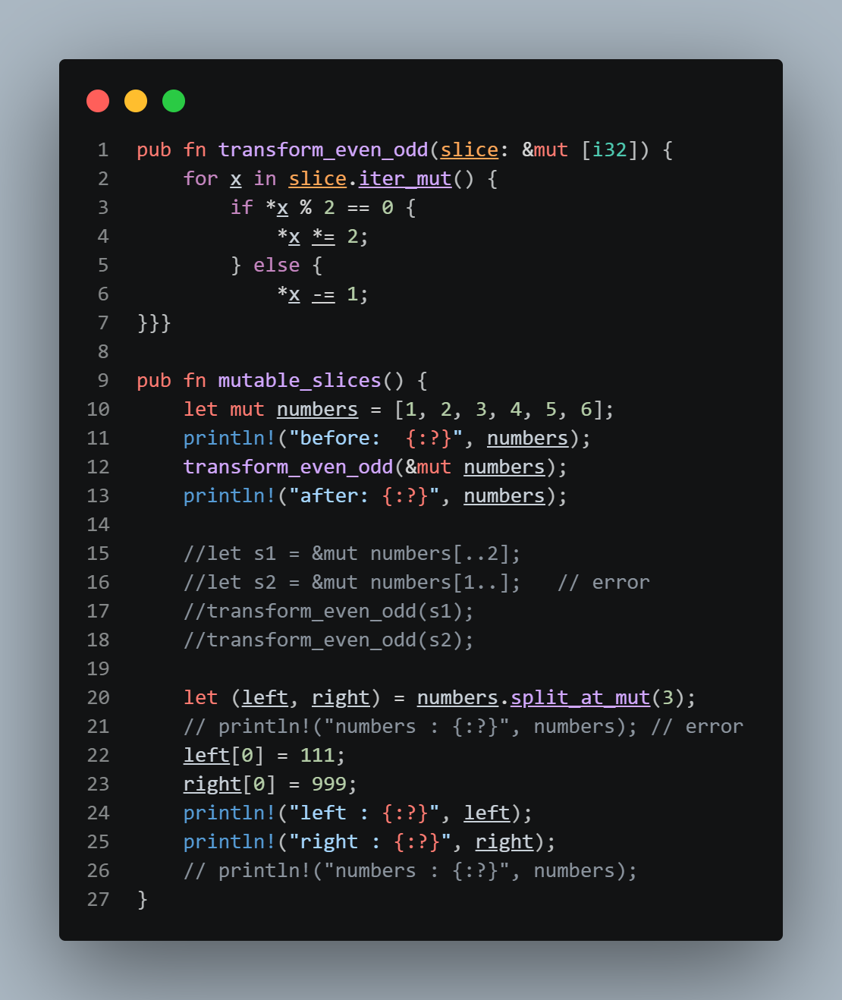 1 pub fn transform_even_odd(slice: &mut [i32]) {
2     for x in slice.iter_mut() {
3         if *x % 2 == 0 {
4             *x *= 2;
5         } else {
6             *x -= 1;
7 }}}
8
9 pub fn mutable_slices() {
10     let mut numbers = [1, 2, 3, 4, 5, 6];
11     println!("before:  {:?}", numbers);
12     transform_even_odd(&mut numbers);
13     println!("after: {:?}", numbers);
14
15     //let s1 = &mut numbers[..2];
16     //let s2 = &mut numbers[1..];   // error
17     //transform_even_odd(s1);
18     //transform_even_odd(s2);
19
20     let (left, right) = numbers.split_at_mut(3);
21     // println!("numbers : {:?}", numbers); // error
22     left[0] = 111;
23     right[0] = 999;
24     println!("left : {:?}", left);
25     println!("right : {:?}", right);
26     // println!("numbers : {:?}", numbers);
27 }